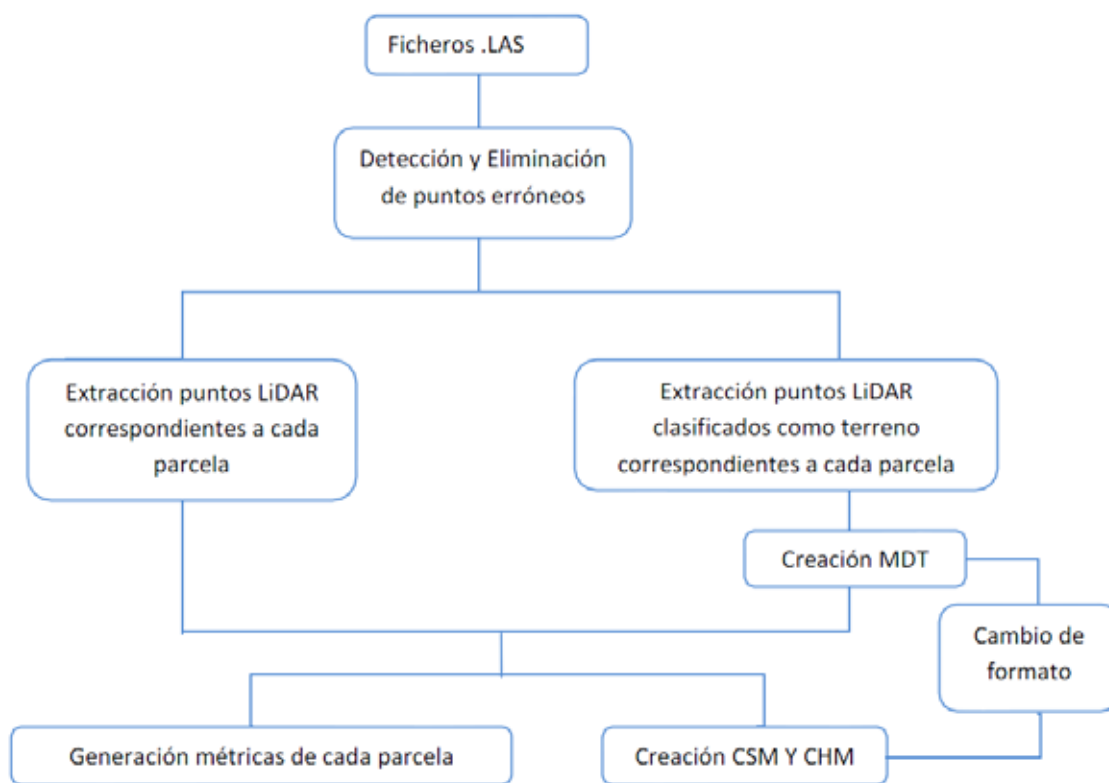 Ficheros .LAS
Detección y Eliminación
de puntos erróneos
Extracción puntos LiDAR
correspondientes a cada
parcela
Extracción puntos LiDAR
clasificados como terreno
correspondientes a cada parcela
Creación MDT
Cambio de
formato
Generación métricas de cada parcela
Creación CSM Y CHM